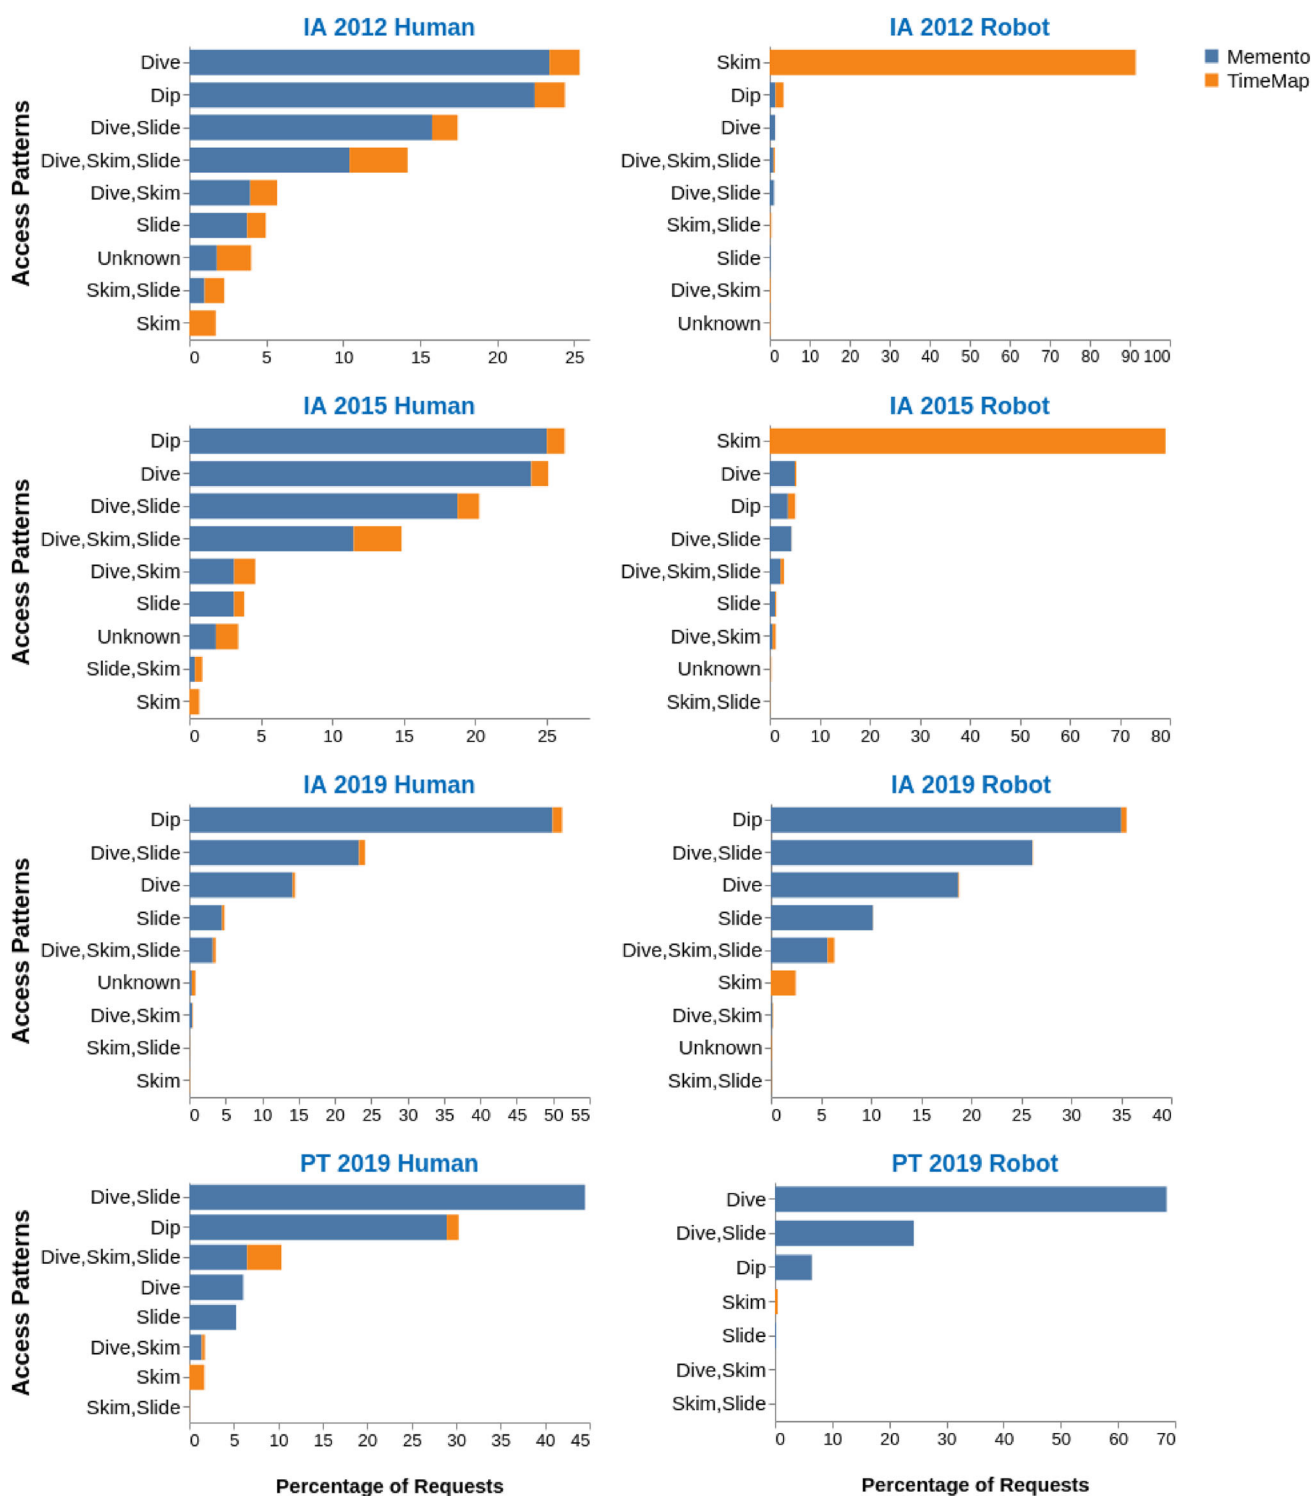 IA 2012 Human
Access Patterns
Dive
Dip
Dive,Slide
Dive,Skim,Slide
Dive,Skim
Slide
Unknown
Skim,Slide
Skim
0 5 10 15 20 25
IA 2012 Robot
Skim
Dip
Dive
Dive,Skim,Slide
Dive,Slide
Skim,Slide
Slide
Dive,Skim
Unknown
0 10 20 30 40 50 60 70 80 90 100
Memento
TimeMap
IA 2015 Human
Access Patterns
Dip
Dive
Dive,Slide
Dive,Skim,Slide
Dive,Skim
Slide
Unknown
Slide,Skim
Skim
0 5 10 15 20 25
IA 2015 Robot
Skim
Dive
Dip
Dive,Slide
Dive,Skim,Slide
Slide
Dive,Skim
Unknown
Skim,Slide
0 10 20 30 40 50 60 70 80
IA 2019 Human
Access Patterns
Dip
Dive,Slide
Dive
Slide
Dive,Skim,Slide
Unknown
Dive,Skim
Skim,Slide
Skim
0 5 10 15 20 25 30 35 40 45 50 55
IA 2019 Robot
Dip
Dive,Slide
Dive
Slide
Dive,Skim,Slide
Skim
Dive,Skim
Unknown
Skim,Slide
0 5 10 15 20 25 30 35 40
PT 2019 Human
Access Patterns
Dive,Slide
Dip
Dive,Skim,Slide
Dive
Slide
Dive,Skim
Skim
Skim,Slide
0 5 10 15 20 25 30 35 40 45
Percentage of Requests
PT 2019 Robot
Dive
Dive,Slide
Dip
Skim
Slide
Dive,Skim
Skim,Slide
0 10 20 30 40 50 60 70
Percentage of Requests